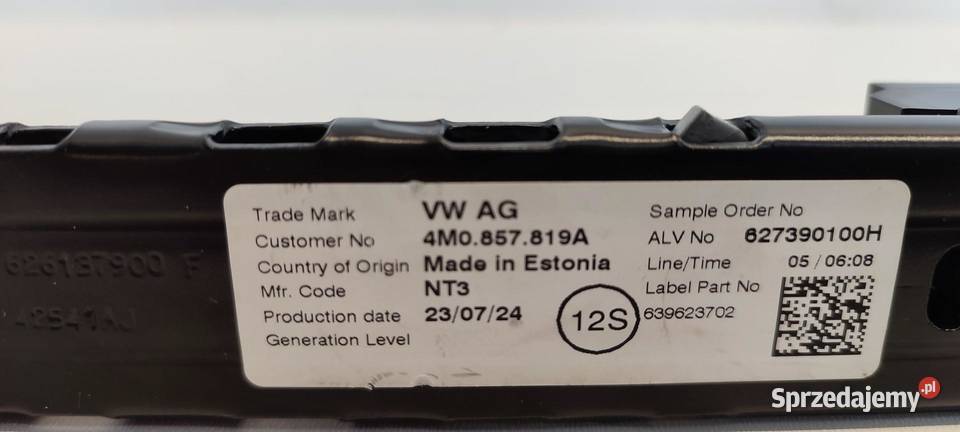 Trade Mark VW AG
Customer No 4M0.857.819A
Country of Origin Made in Estonia
Mfr. Code NT3
Production date 23/07/24
Generation Level
12S
Sample Order No
ALV No 627390100H
Line/Time 05 / 06:08
Label Part No
639623702
626137900 F
Sprzedajemy.pl